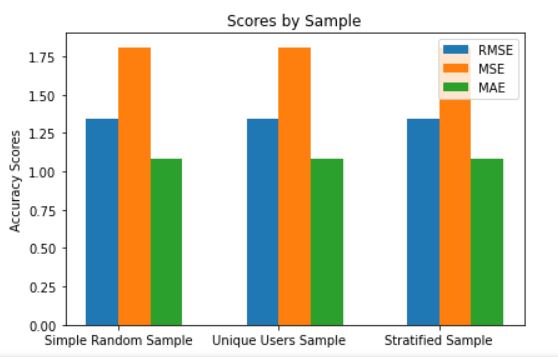 Scores by Sample
RMSE
MSE
MAE
Accuracy Scores
1.75
1.50
1.25
1.00
0.75
0.50
0.25
0.00
Simple Random Sample Unique Users Sample Stratified Sample